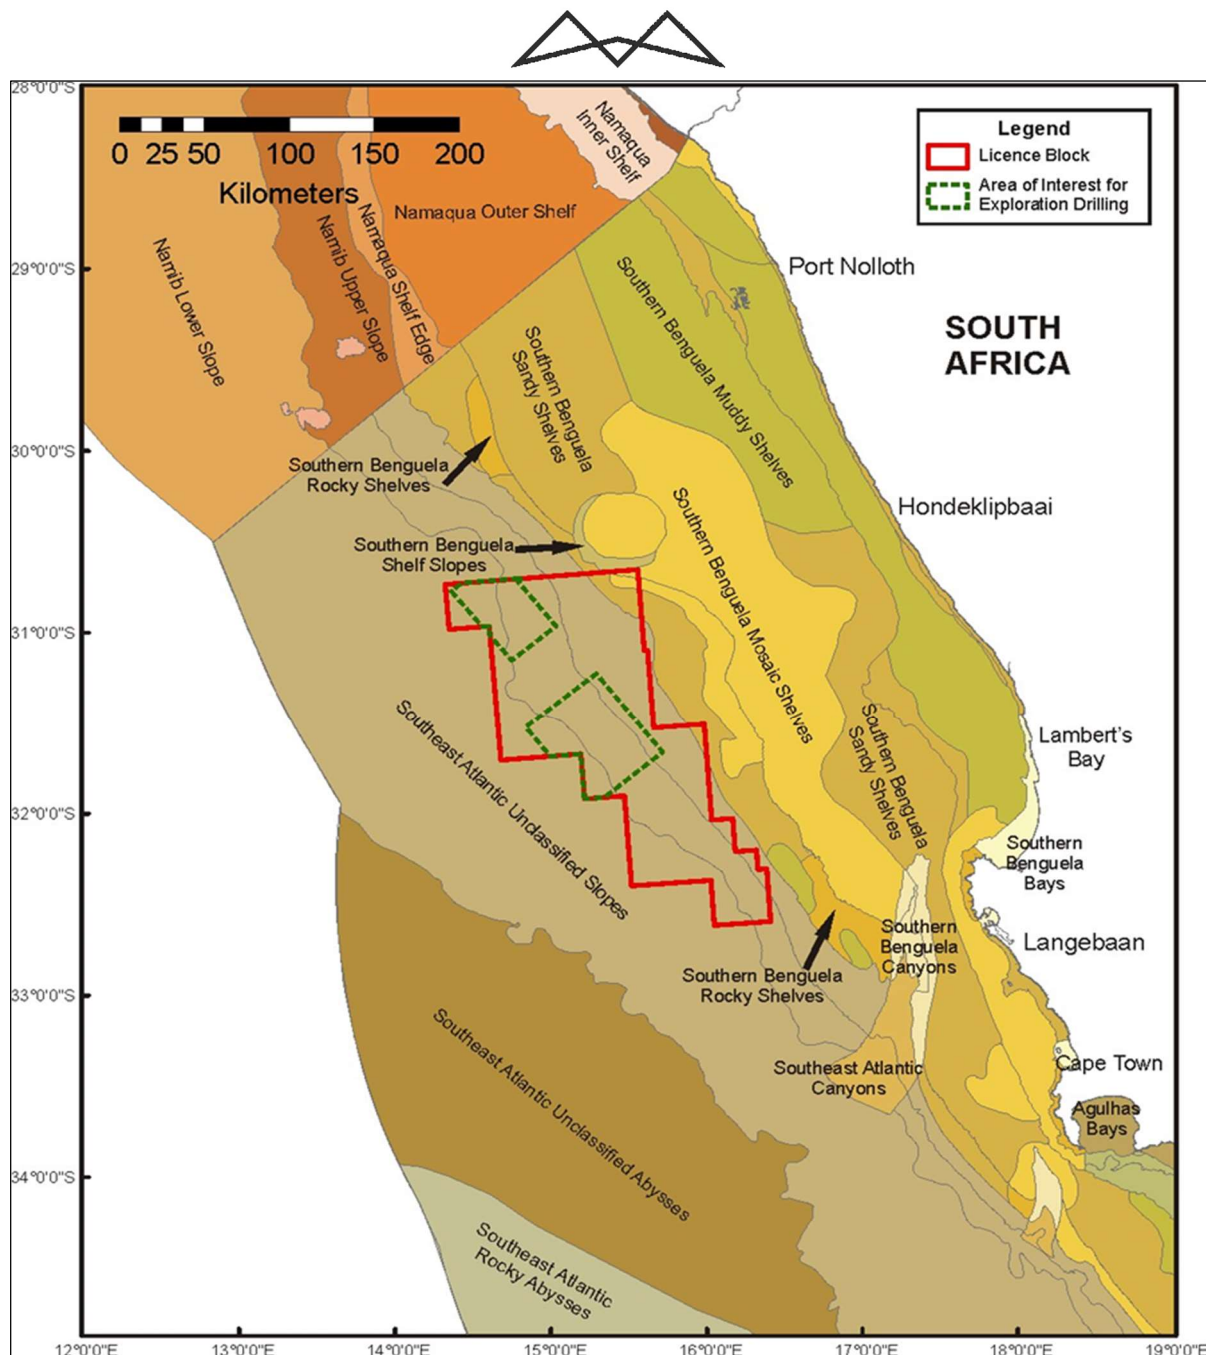 28°0'0"S
0 25 50 100 150 200
Kilometers
Legend
Licence Block
Area of Interest for
Exploration Drilling
Namaqua
Inner Shelf
Namaqua Outer Shelf
Namaqua Shelf Edge
Namib Upper Slope
Namib Lower Slope
29°0'0"S
Port Nolloth
SOUTH
AFRICA
Southern Benguela Muddy Shelves
Southern Benguela
Sandy Shelves
30°0'0"S
Southern Benguela
Rocky Shelves
Hondeklipbaai
Southern Benguela
Shelf Slopes
Southern Benguela Mosaic Shelves
31°0'0"S
Southeast Atlantic Unclassified Slopes
Southern Benguela
Sandy Shelves
Lambert's
Bay
32°0'0"S
Southern
Benguela
Bays
Southern
Benguela
Canyons
Langebaan
Southern Benguela
Rocky Shelves
33°0'0"S
Southeast Atlantic Unclassified Abysses
Southeast Atlantic
Canyons
Cape Town
Agulhas
Bays
34°0'0"S
Southeast Atlantic
Rocky Abysses
12°0'0"E 13°0'0"E 14°0'0"E 15°0'0"E 16°0'0"E 17°0'0"E 18°0'0"E 19°0'0"E